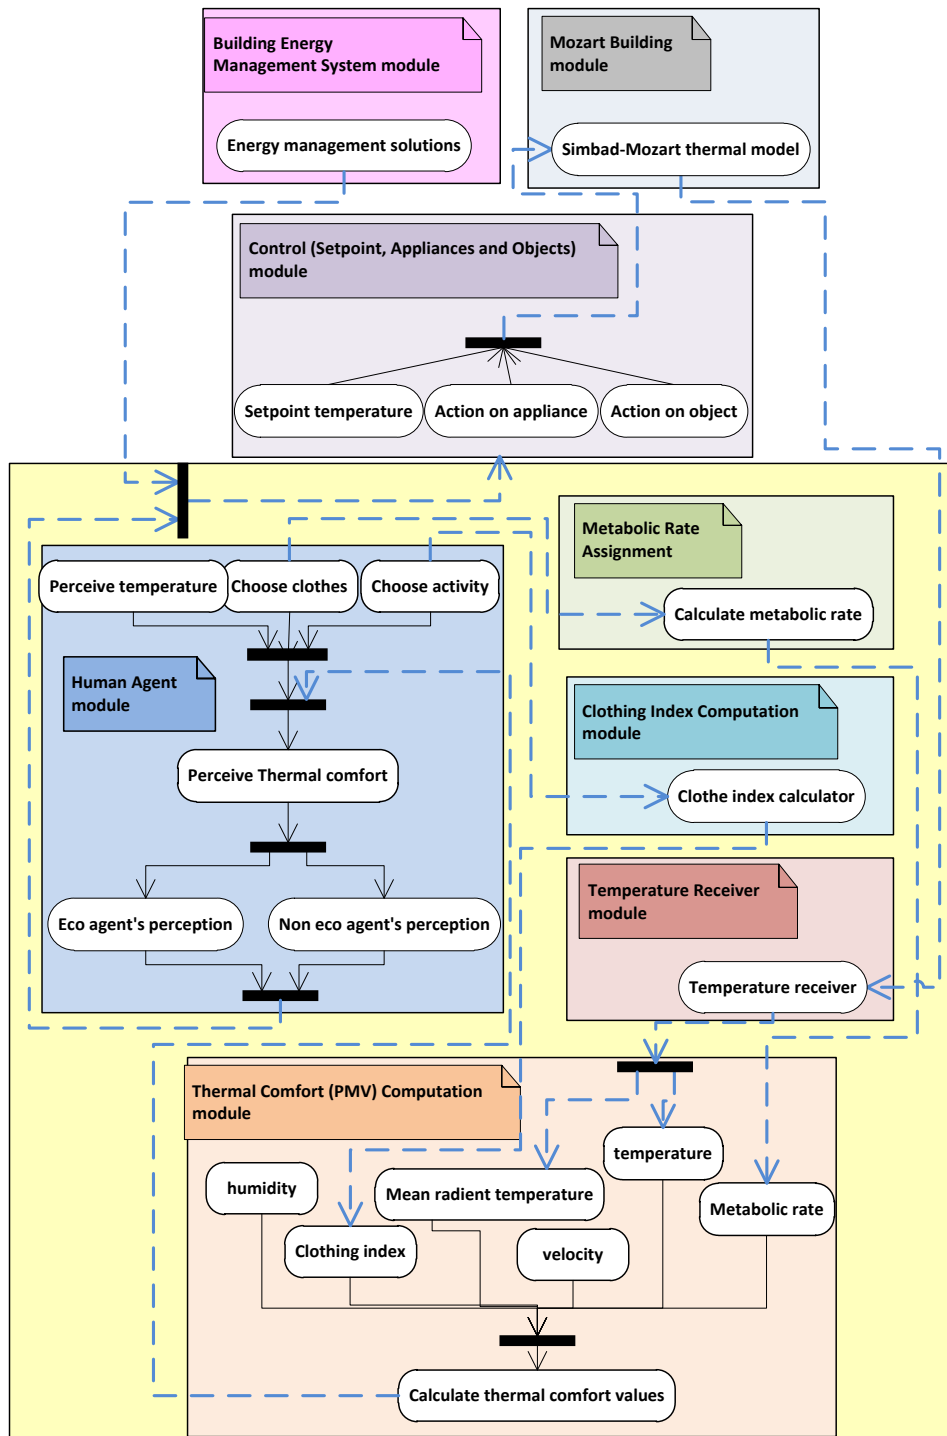 Building Energy
Management System module
Energy management solutions
Mozart Building
module
Simbad-Mozart thermal model
Control (Setpoint, Appliances and Objects)
module
Setpoint temperature
Action on appliance
Action on object
Perceive temperature
Choose clothes
Choose activity
Human Agent
module
Perceive Thermal comfort
Eco agent's perception
Non eco agent's perception
Metabolic Rate
Assignment
Calculate metabolic rate
Clothing Index Computation
module
Clothe index calculator
Temperature Receiver
module
Temperature receiver
Thermal Comfort (PMV) Computation
module
humidity
Clothing index
Mean radient temperature
velocity
temperature
Metabolic rate
Calculate thermal comfort values